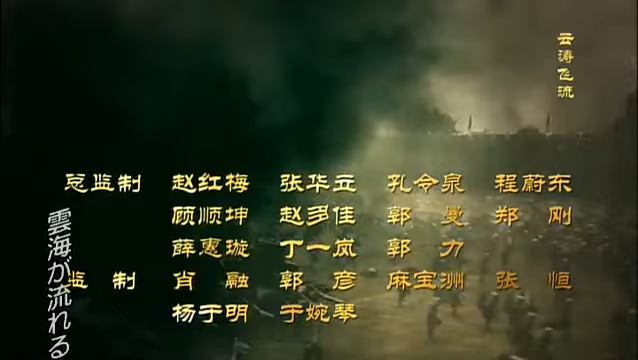 云涛飞流
总监制 赵红梅 张华立 孔令泉 程蔚东
顾顺坤 赵多佳 郭曼 郑刚
薛惠璇 丁一岚 郭力
监制 肖融 郭彦 麻宝洲 张恒
杨于明 于婉琴
雲海が流れる